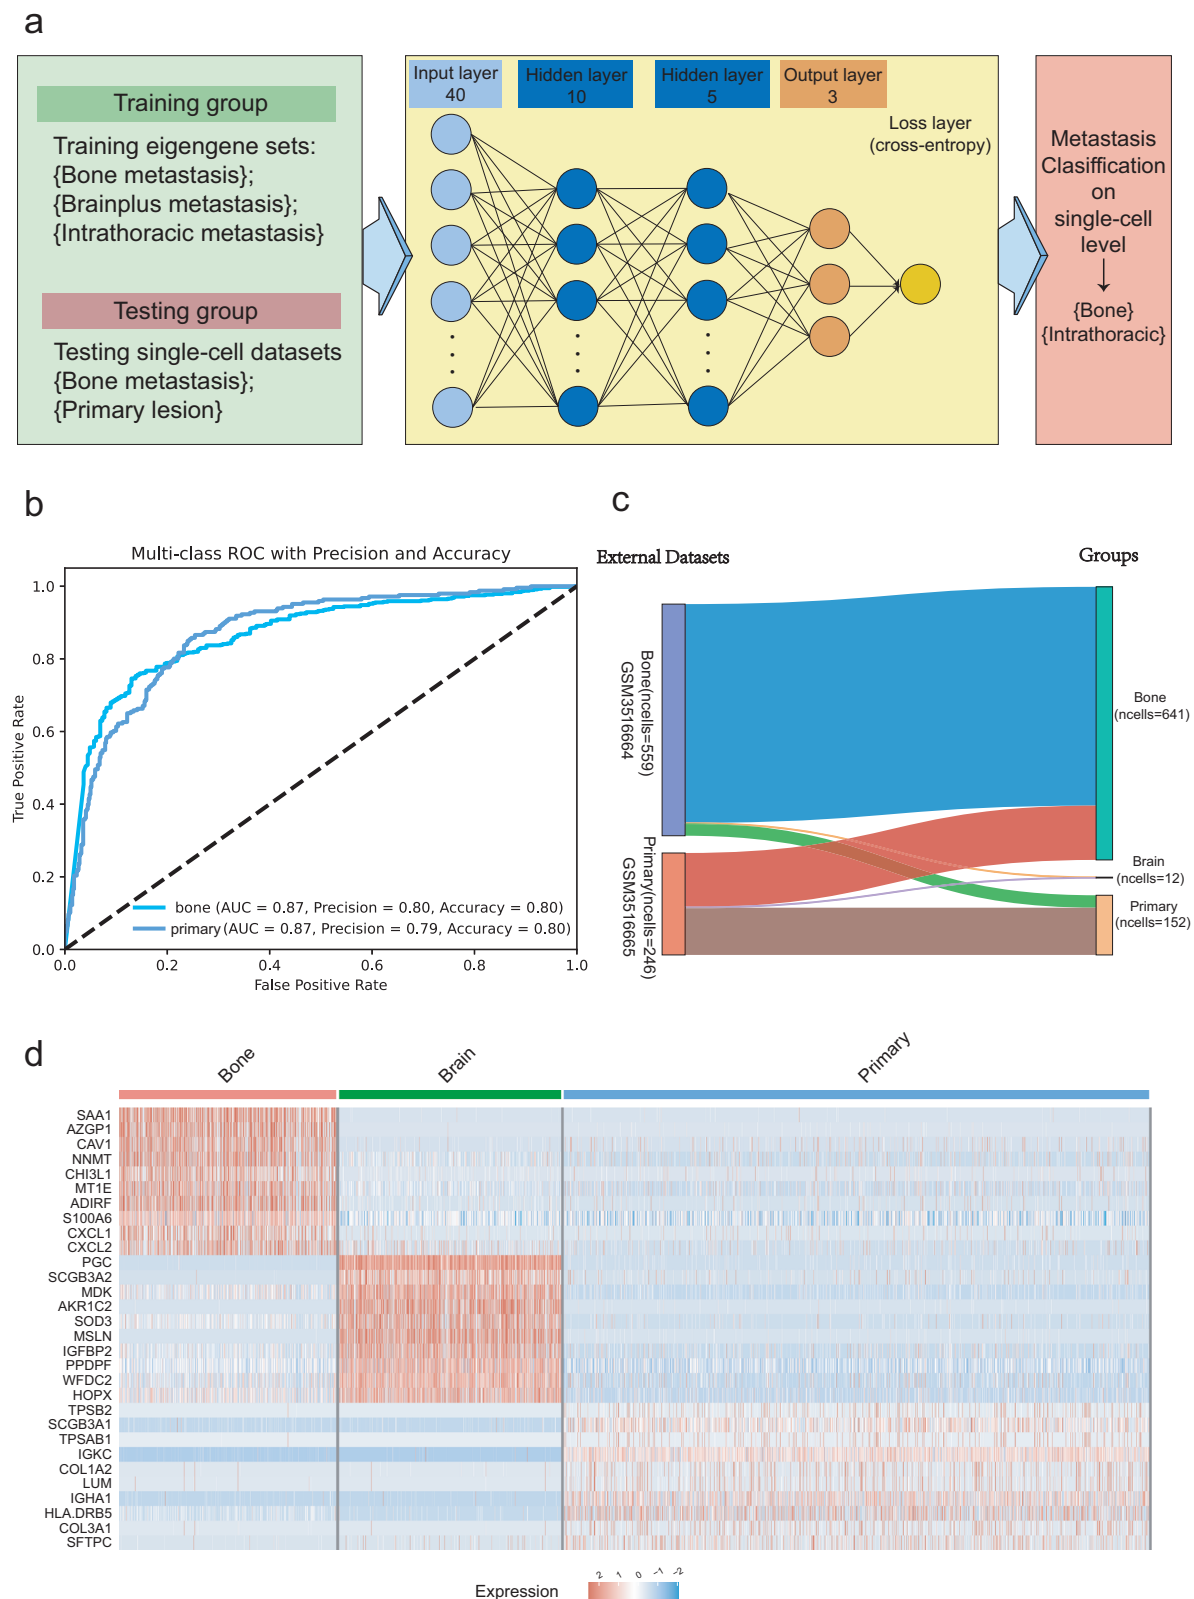 a
Training group
Training eigengene sets:
{Bone metastasis};
{Brainplus metastasis};
{Intrathoracic metastasis}
Testing group
Testing single-cell datasets
{Bone metastasis};
{Primary lesion}
Input layer
40
Hidden layer
10
Hidden layer
5
Output layer
3
Loss layer
(cross-entropy)
Metastasis
Clasiffication
on
single-cell
level
{Bone}
{Intrathoracic}
b
Multi-class ROC with Precision and Accuracy
True Positive Rate
1.0
0.8
0.6
0.4
0.2
0.0
bone (AUC = 0.87, Precision = 0.80, Accuracy = 0.80)
primary (AUC = 0.87, Precision = 0.79, Accuracy = 0.80)
0.0 0.2 0.4 0.6 0.8 1.0
False Positive Rate
c
External Datasets
Groups
Bone(ncells=559)
GSM3516664
Primary(ncells=246)
GSM3516665
Bone
(ncells=641)
Brain
(ncells=12)
Primary
(ncells=152)
d
Bone
Brain
Primary
SAA1
AZGP1
CAV1
NNMT
CHI3L1
MT1E
ADIRF
S100A6
CXCL1
CXCL2
PGC
SCGB3A2
MDK
AKR1C2
SOD3
MSLN
IGFBP2
PPDPF
WFDC2
HOPX
TPSB2
SCGB3A1
TPSAB1
IGKC
COL1A2
LUM
IGHA1
HLA.DRB5
COL3A1
SFTPC
Expression
2 1 0 -1 -2